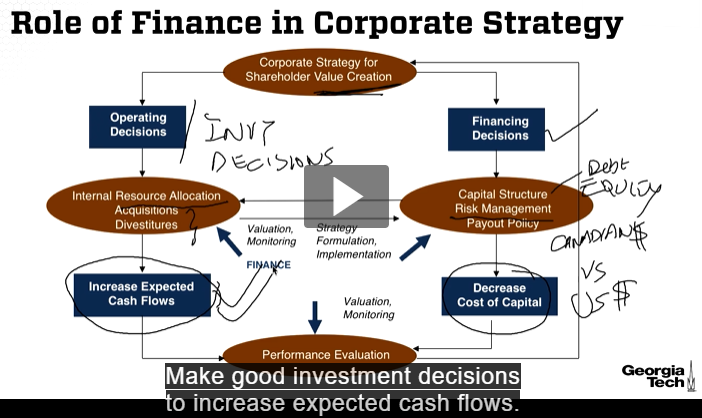 Role of Finance in Corporate Strategy
Corporate Strategy for
Shareholder Value Creation
Operating
Decisions
INVT
DECISIONS
Financing
Decisions
Internal Resource Allocation
Acquisitions
Divestitures
Capital Structure
Risk Management
Payout Policy
Debt
EQUITY
CANADIAN $
VS
US $
Valuation,
Monitoring
Strategy
Formulation,
Implementation
FINANCE
Increase Expected
Cash Flows
Decrease
Cost of Capital
Valuation,
Monitoring
Performance Evaluation
Make good investment decisions
to increase expected cash flows.
Georgia
Tech